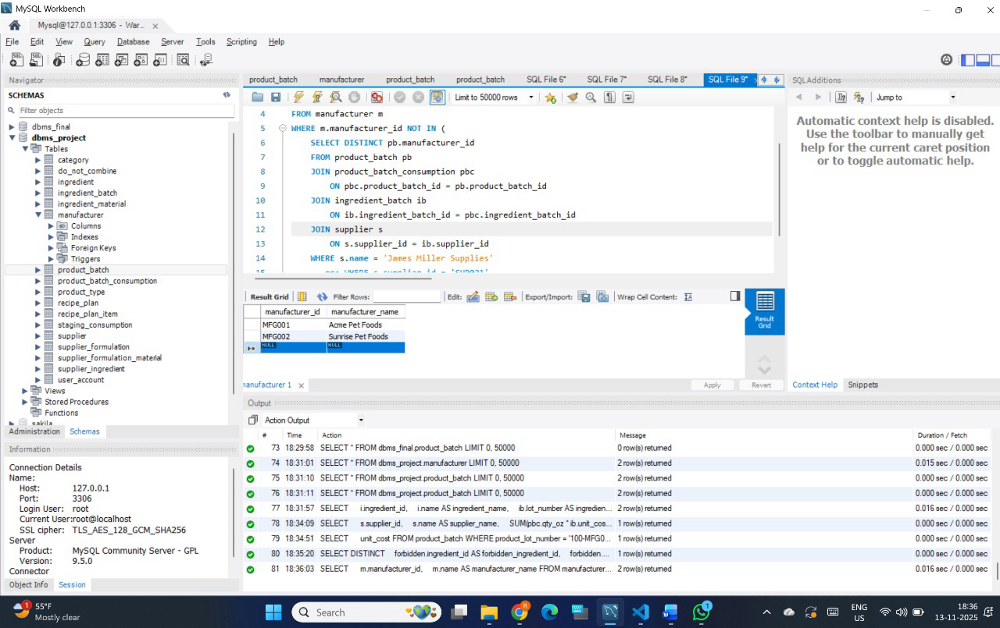 MySQL Workbench
Mysql@127.0.0.1:3306 - War...
File Edit View Query Database Server Tools Scripting Help
Navigator
SCHEMAS
Filter objects
dbms_final
dbms_project
Tables
category
do_not_combine
ingredient
ingredient_batch
ingredient_material
manufacturer
Columns
Indexes
Foreign Keys
Triggers
product_batch
product_batch_consumption
product_type
recipe_plan
recipe_plan_item
staging_consumption
supplier
supplier_formulation
supplier_formulation_material
supplier_ingredient
user_account
Views
Stored Procedures
Functions
sakila
Administration Schemas
Information
Connection Details
Name:
Host: 127.0.0.1
Port: 3306
Login User: root
Current User:root@localhost
SSL cipher: TLS_AES_128_GCM_SHA256
Server
Product: MySQL Community Server - GPL
Version: 9.5.0
Connector
Object Info Session
product_batch manufacturer product_batch product_batch SQL File 6* SQL File 7* SQL File 8* SQL File 9*
Limit to 50000 rows
4 FROM manufacturer m
5 WHERE m.manufacturer_id NOT IN (
6 SELECT DISTINCT pb.manufacturer_id
7 FROM product_batch pb
8 JOIN product_batch_consumption pbc
9 ON pbc.product_batch_id = pb.product_batch_id
10 JOIN ingredient_batch ib
11 ON ib.ingredient_batch_id = pbc.ingredient_batch_id
12 JOIN supplier s
13 ON s.supplier_id = ib.supplier_id
14 WHERE s.name = 'James Miller Supplies'
Result Grid Filter Rows: Edit: Export/Import: Wrap Cell Content:
manufacturer_id manufacturer_name
MFG001 Acme Pet Foods
MFG002 Sunrise Pet Foods
NULL NULL
Result
Grid
manufacturer 1
Apply Revert
SQLAdditions
Jump to
Automatic context help is disabled.
Use the toolbar to manually get
help for the current caret position
or to toggle automatic help.
Context Help Snippets
Output
Action Output
# Time Action Message Duration / Fetch
73 18:29:58 SELECT * FROM dbms_final.product_batch LIMIT 0, 50000 0 row(s) returned 0.000 sec / 0.000 sec
74 18:31:01 SELECT * FROM dbms_project.manufacturer LIMIT 0, 50000 2 row(s) returned 0.015 sec / 0.000 sec
75 18:31:10 SELECT * FROM dbms_project.product_batch LIMIT 0, 50000 2 row(s) returned 0.000 sec / 0.000 sec
76 18:31:11 SELECT * FROM dbms_project.product_batch LIMIT 0, 50000 2 row(s) returned 0.000 sec / 0.000 sec
77 18:31:57 SELECT i.ingredient_id, i.name AS ingredient_name, ib.lot_number AS ingredien... 2 row(s) returned 0.016 sec / 0.000 sec
78 18:34:09 SELECT s.supplier_id, s.name AS supplier_name, SUM(pbc.qty_oz * ib.unit_cos... 1 row(s) returned 0.000 sec / 0.000 sec
79 18:34:51 SELECT unit_cost FROM product_batch WHERE product_lot_number = '100-MFG0... 1 row(s) returned 0.000 sec / 0.000 sec
80 18:35:20 SELECT DISTINCT forbidden.ingredient_id AS forbidden_ingredient_id, forbidden.... 1 row(s) returned 0.000 sec / 0.000 sec
81 18:36:03 SELECT m.manufacturer_id, m.name AS manufacturer_name FROM manufacturer... 2 row(s) returned 0.016 sec / 0.000 sec
1
55°F
Mostly clear
Search
R
1
ENG
US
18:36
13-11-2025